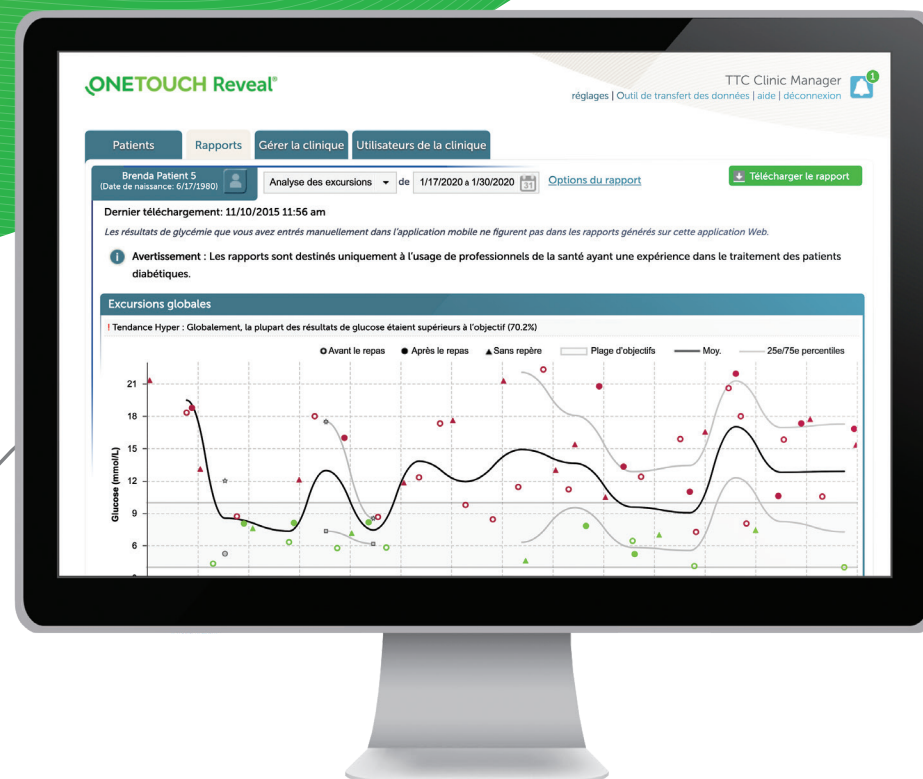 ONETOUCH Reveal®
TTC Clinic Manager
1
réglages | Outil de transfert des données | aide | déconnexion
Patients
Rapports
Gérer la clinique
Utilisateurs de la clinique
Brenda Patient 5
(Date de naissance: 6/17/1980)
Analyse des excursions
de
1/17/2020 a 1/30/2020
31
Options du rapport
Télécharger le rapport
Dernier téléchargement: 11/10/2015 11:56 am
Les résultats de glycémie que vous avez entrés manuellement dans l'application mobile ne figurent pas dans les rapports générés sur cette application Web.
Avertissement : Les rapports sont destinés uniquement à l'usage de professionnels de la santé ayant une expérience dans le traitement des patients
diabétiques.
Excursions globales
! Tendance Hyper : Globalement, la plupart des résultats de glucose étaient supérieurs à l'objectif (70.2%)
Avant le repas
Après le repas
Sans repère
Plage d'objectifs
Moy.
25e/75e percentiles
Glucose (mmol/L)
21
18
15
12
9
6